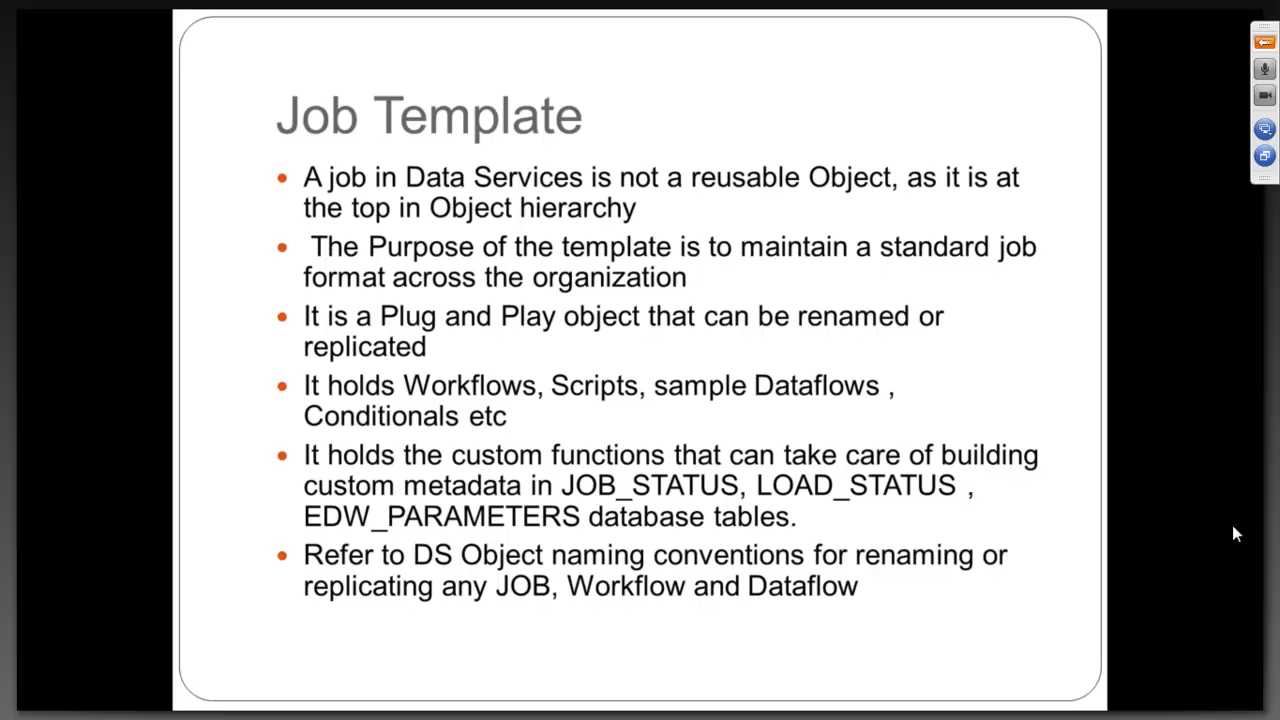 Job Template
• A job in Data Services is not a reusable Object, as it is at
the top in Object hierarchy
• The Purpose of the template is to maintain a standard job
format across the organization
• It is a Plug and Play object that can be renamed or
replicated
• It holds Workflows, Scripts, sample Dataflows ,
Conditionals etc
• It holds the custom functions that can take care of building
custom metadata in JOB_STATUS, LOAD_STATUS ,
EDW_PARAMETERS database tables.
• Refer to DS Object naming conventions for renaming or
replicating any JOB, Workflow and Dataflow